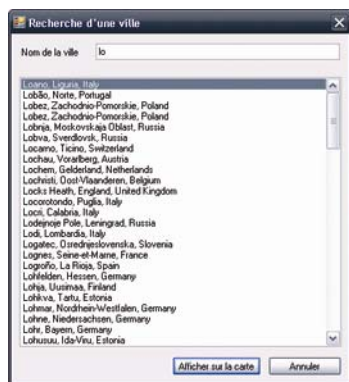 Recherche d'une ville
Nom de la ville
lo
Loano, Liguria, Italy
Lobão, Norte, Portugal
Lobez, Zachodnio-Pomorskie, Poland
Lobez, Zachodnio-Pomorskie, Poland
Lobnja, Moskovskaja Oblast, Russia
Lobva, Sverdlovsk, Russia
Locarno, Ticino, Switzerland
Lochau, Vorarlberg, Austria
Lochem, Gelderland, Netherlands
Lochristi, Oost-Vlaanderen, Belgium
Locks Heath, England, United Kingdom
Locorotondo, Puglia, Italy
Locri, Calabria, Italy
Lodejnoje Pole, Leningrad, Russia
Lodi, Lombardia, Italy
Logatec, Osrednjeslovenska, Slovenia
Lognes, Seine-et-Marne, France
Logroño, La Rioja, Spain
Lohfelden, Hessen, Germany
Lohja, Uusimaa, Finland
Lohkva, Tartu, Estonia
Lohmar, Nordrhein-Westfalen, Germany
Lohne, Niedersachsen, Germany
Lohr, Bayern, Germany
Lohusuu, Ida-Viru, Estonia
Afficher sur la carte
Annuler